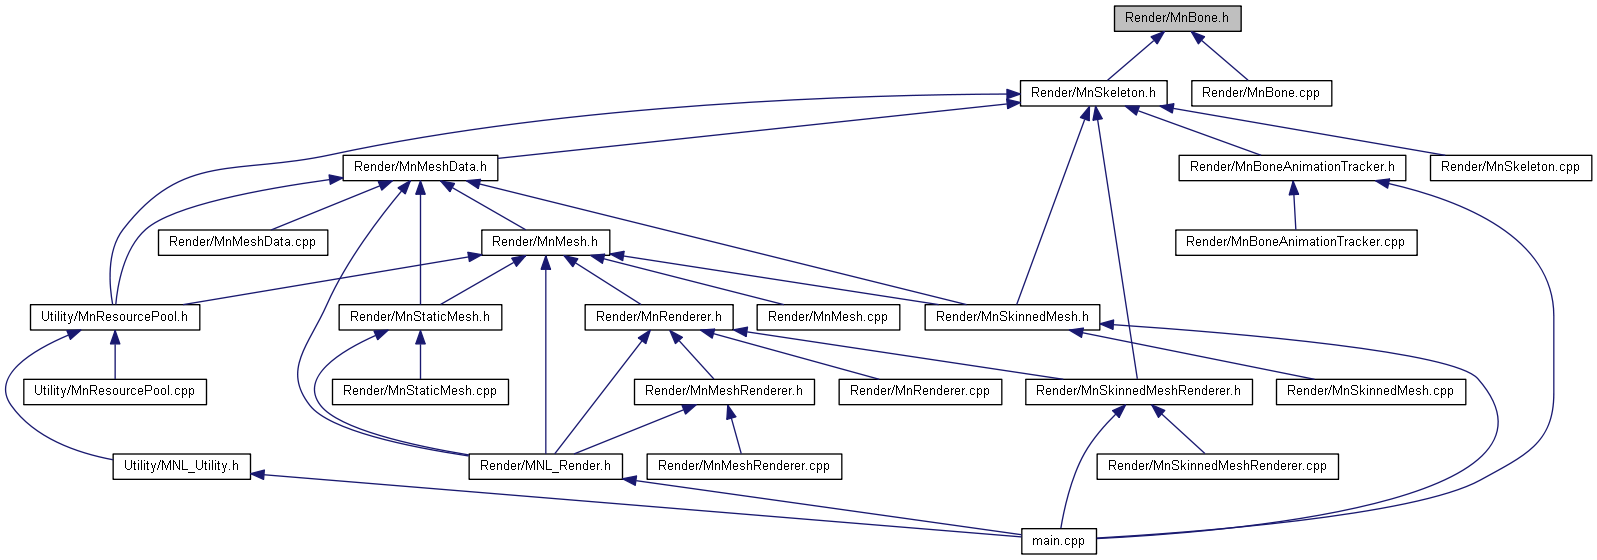 Render/MnBone.h
Render/MnSkeleton.h
Render/MnBone.cpp
Render/MnMeshData.h
Render/MnBoneAnimationTracker.h
Render/MnSkeleton.cpp
Render/MnMeshData.cpp
Render/MnMesh.h
Render/MnBoneAnimationTracker.cpp
Utility/MnResourcePool.h
Render/MnStaticMesh.h
Render/MnRenderer.h
Render/MnMesh.cpp
Render/MnSkinnedMesh.h
Utility/MnResourcePool.cpp
Render/MnStaticMesh.cpp
Render/MnMeshRenderer.h
Render/MnRenderer.cpp
Render/MnSkinnedMeshRenderer.h
Render/MnSkinnedMesh.cpp
Utility/MNL_Utility.h
Render/MNL_Render.h
Render/MnMeshRenderer.cpp
Render/MnSkinnedMeshRenderer.cpp
main.cpp